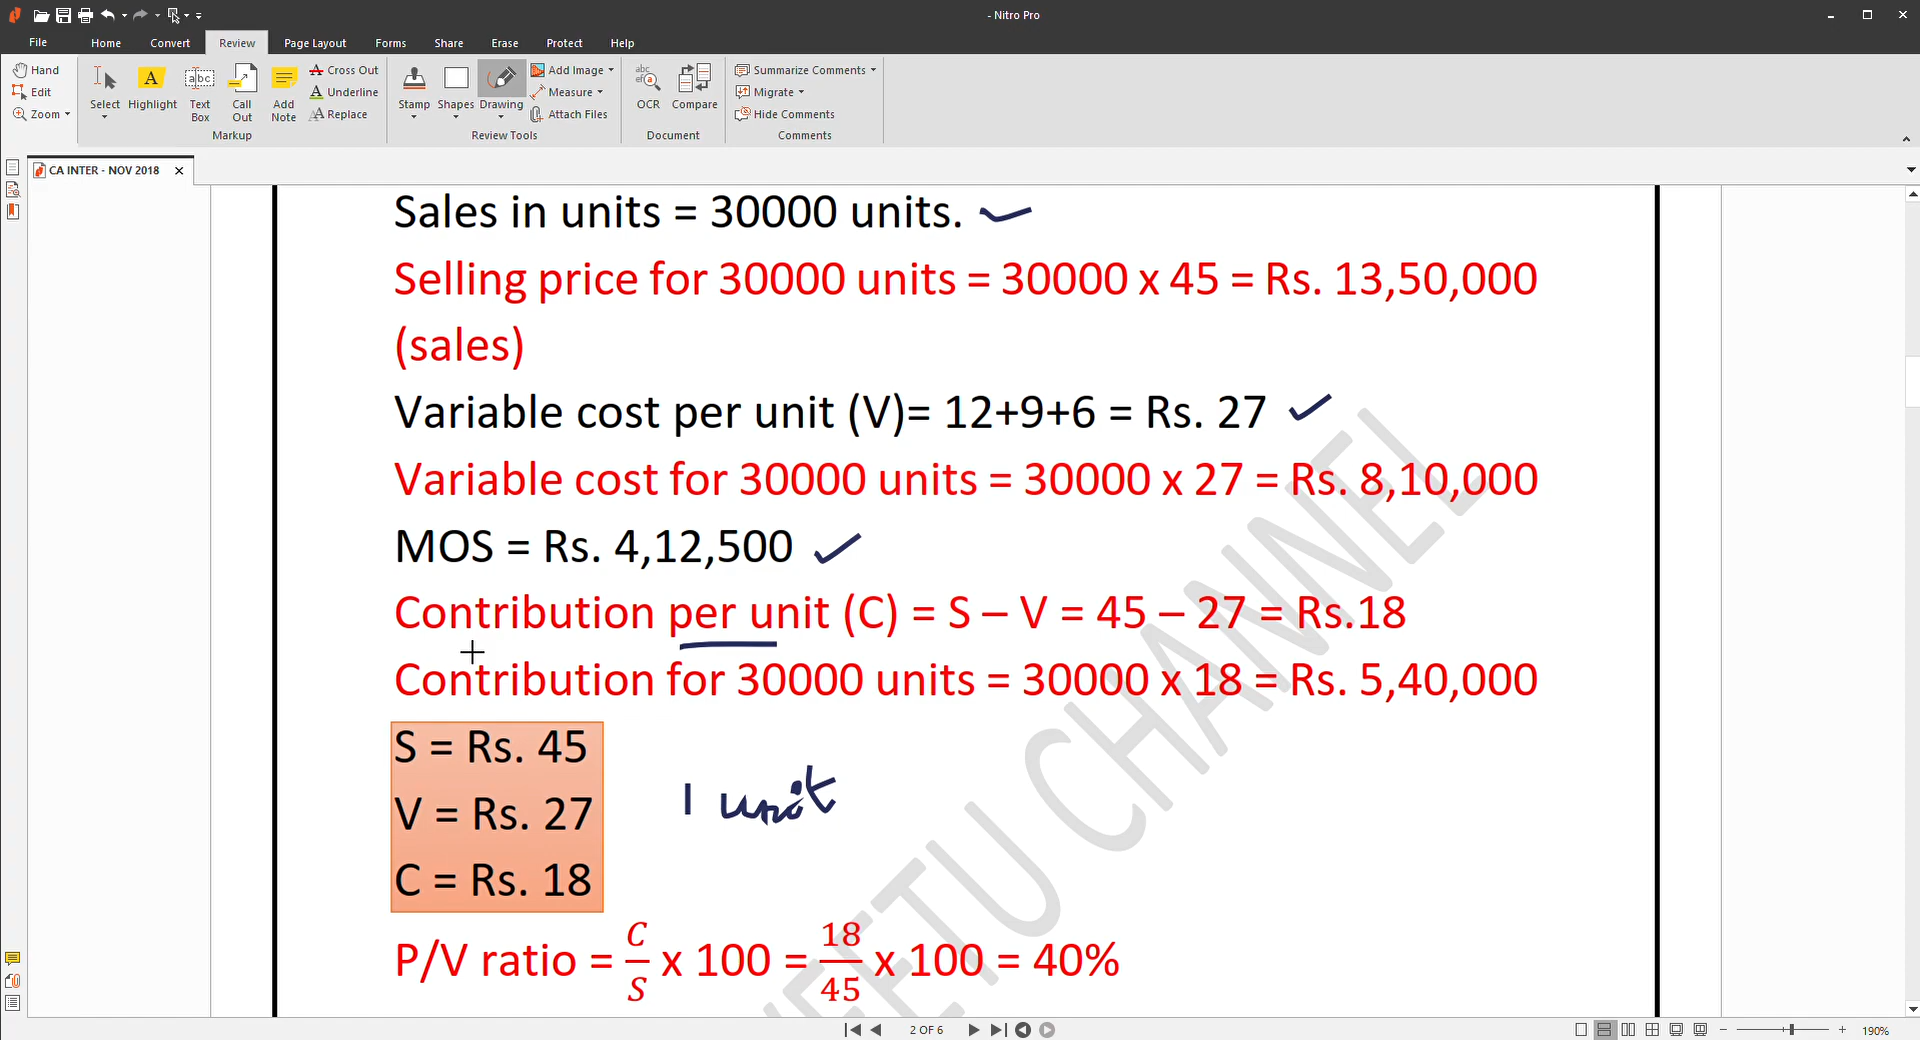 - Nitro Pro
File Home Convert Review Page Layout Forms Share Erase Protect Help
Hand
Edit
Zoom
Select
Highlight
Text Box
Call Out
Add Note
Cross Out
Underline
Replace
Markup
Stamp
Shapes
Drawing
Add Image
Measure
Attach Files
Review Tools
OCR
Compare
Document
Summarize Comments
Migrate
Hide Comments
Comments
CA INTER - NOV 2018
Sales in units = 30000 units.
Selling price for 30000 units = 30000 x 45 = Rs. 13,50,000
(sales)
Variable cost per unit (V)= 12+9+6 = Rs. 27
Variable cost for 30000 units = 30000 x 27 = Rs. 8,10,000
MOS = Rs. 4,12,500
Contribution per unit (C) = S – V = 45 – 27 = Rs.18
Contribution for 30000 units = 30000 x 18 = Rs. 5,40,000
S = Rs. 45
V = Rs. 27
C = Rs. 18
1 unit
P/V ratio = C/S x 100 = 18/45 x 100 = 40%
EETU CHANNEL
2 OF 6
190%